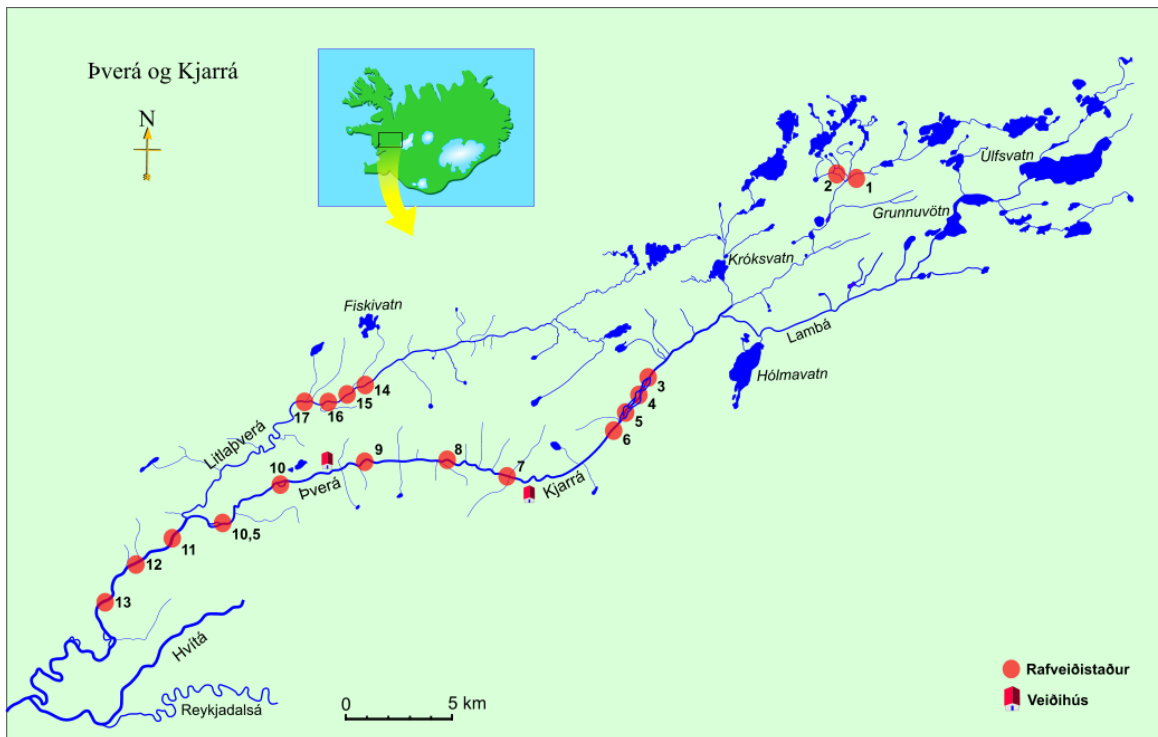 Þverá og Kjarrá
N
Úlfsvatn
2
1
Grunnuvötn
Króksvatn
Fiskivatn
Lambá
Hólmavatn
14
15
16
17
3
4
5
6
Litlaþverá
10
9
8
7
Þverá
Kjarrá
10,5
11
12
13
Hvítá
Reykjadalsá
0
5 km
Rafveiðistaður
Veiðihús